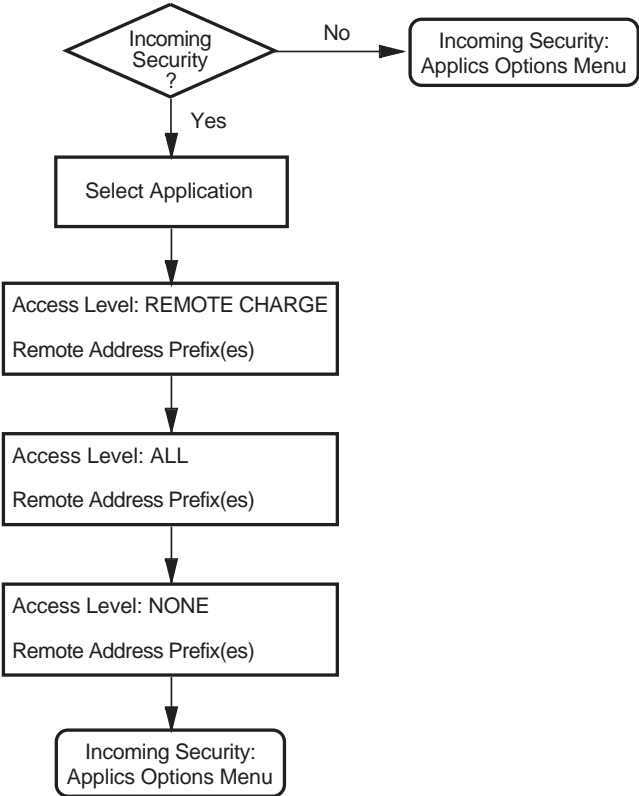 Incoming
Security
?
No
Incoming Security:
Applics Options Menu
Yes
Select Application
Access Level: REMOTE CHARGE
Remote Address Prefix(es)
Access Level: ALL
Remote Address Prefix(es)
Access Level: NONE
Remote Address Prefix(es)
Incoming Security:
Applics Options Menu